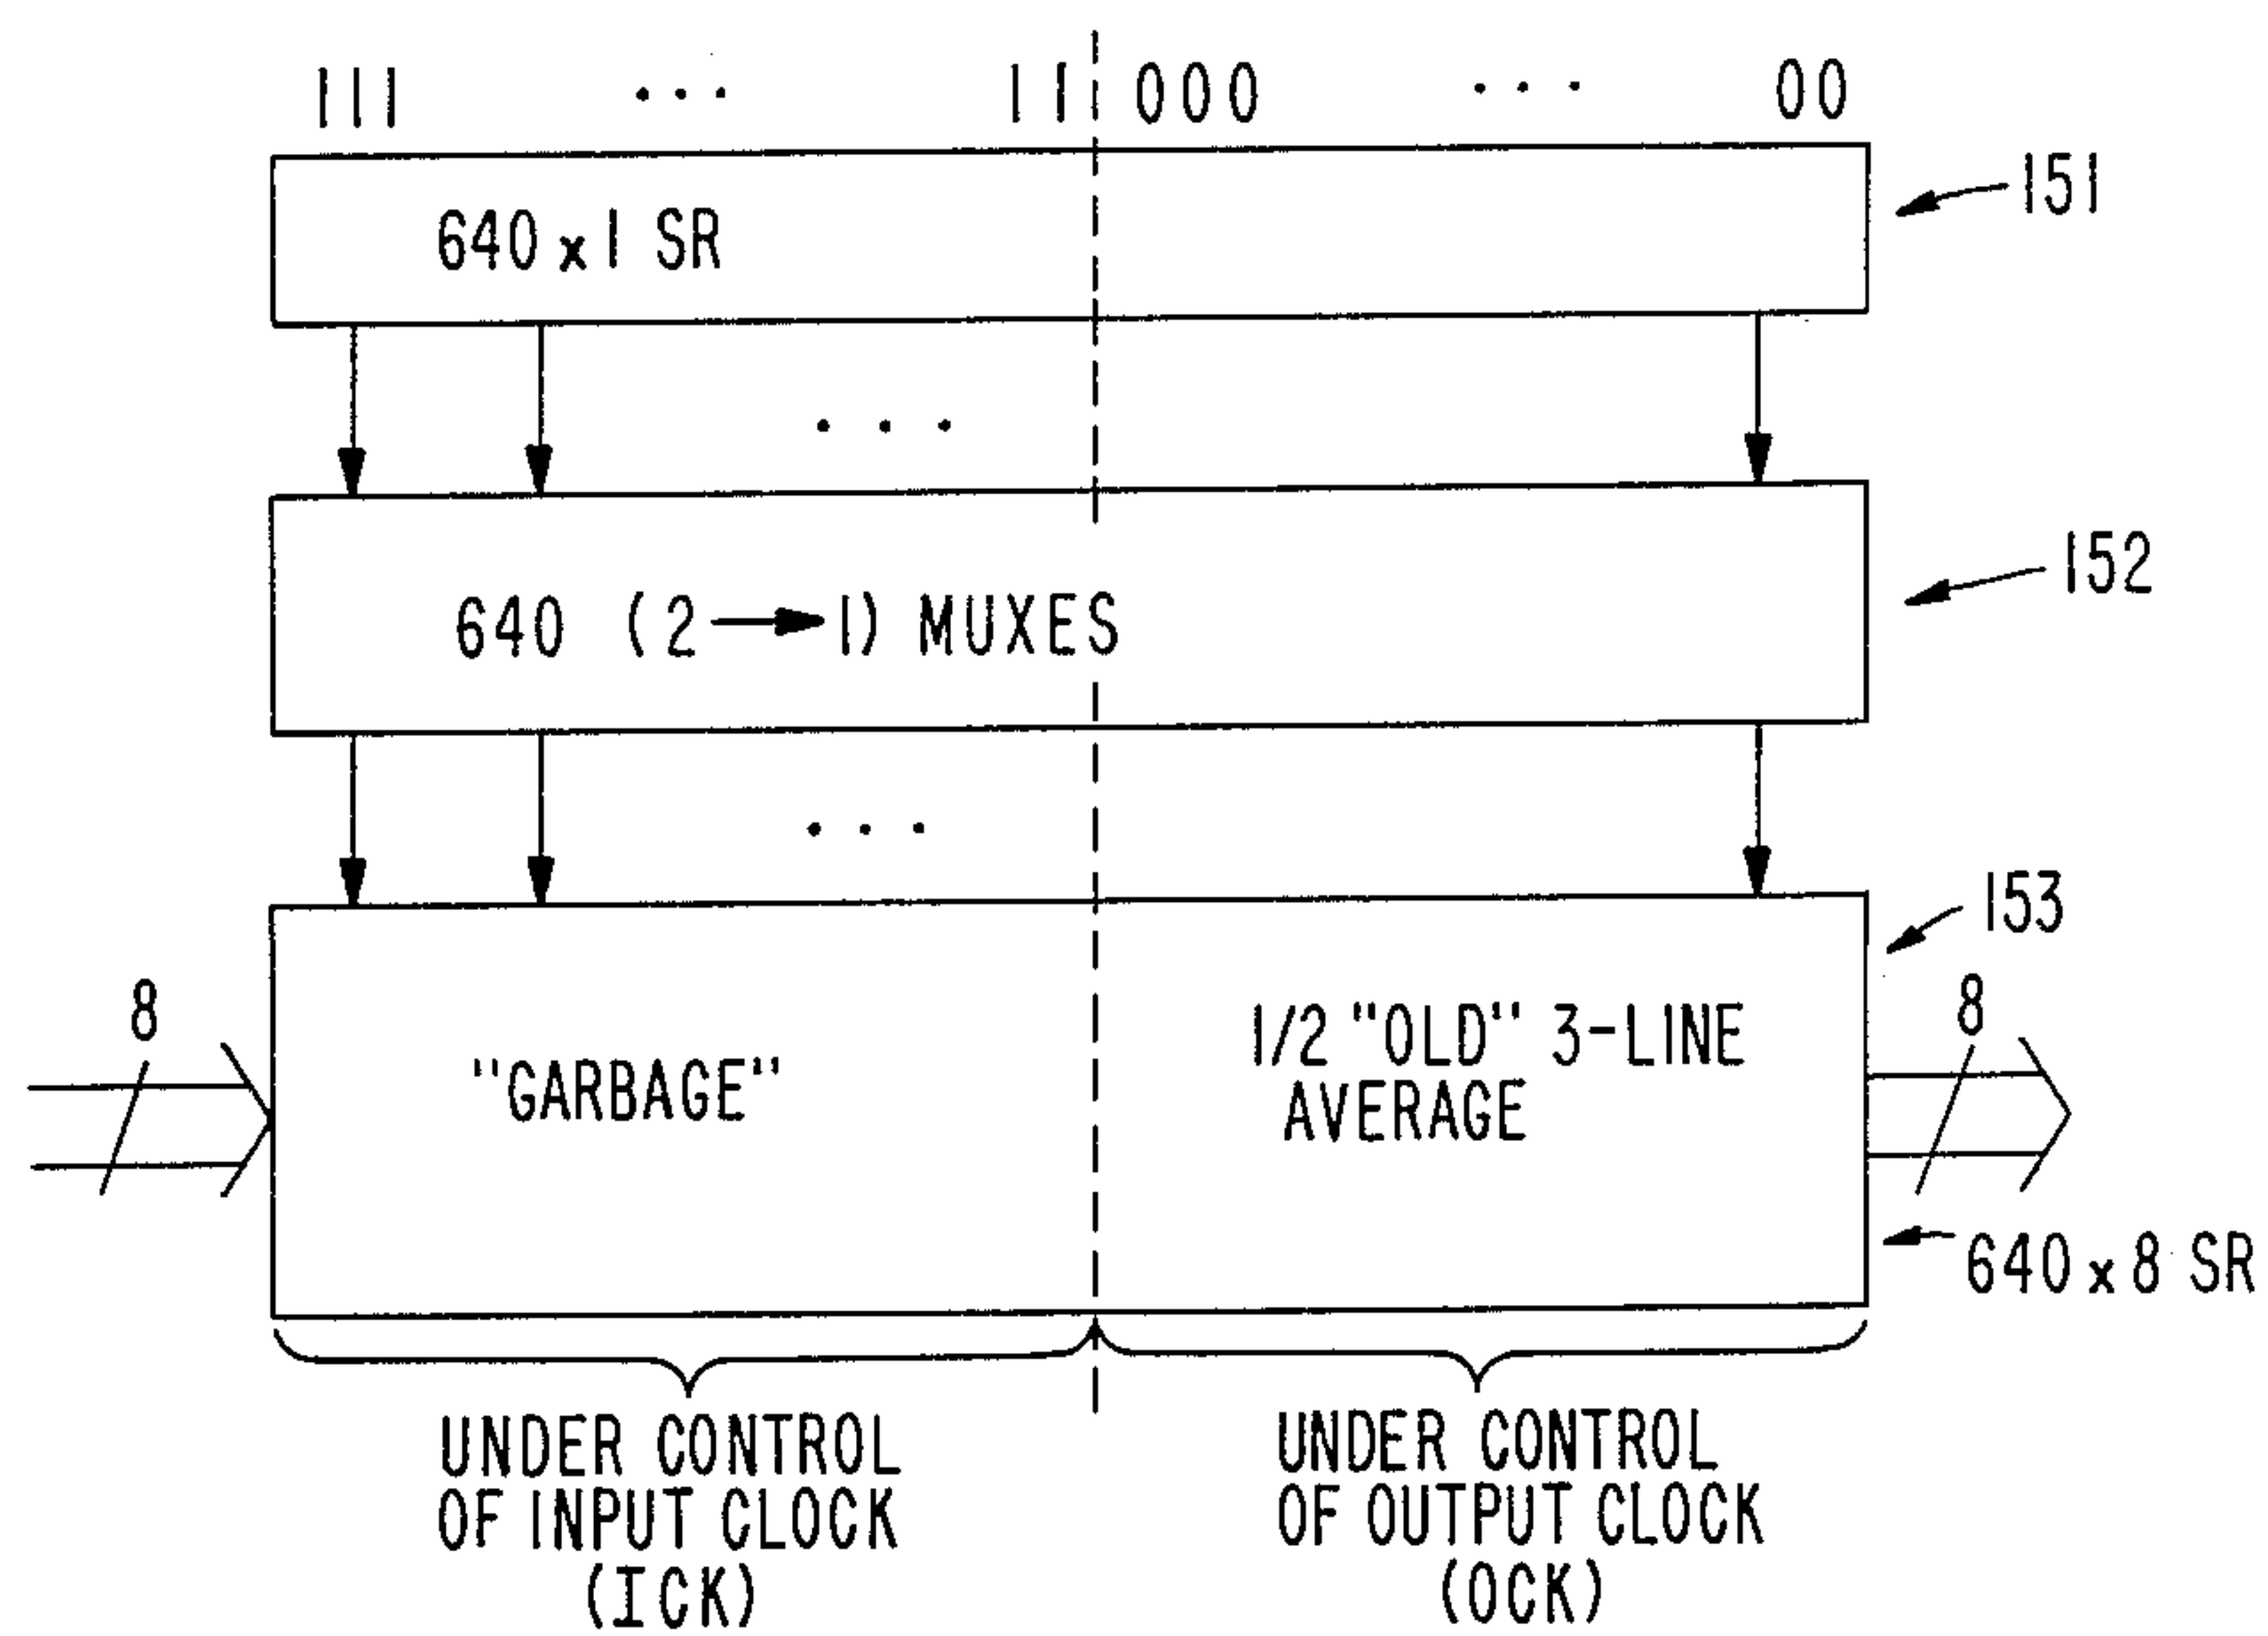 111 ... 11 000 ... 00
640 x 1 SR
151
...
152
640 (2 → 1) MUXES
...
153
8
8
"GARBAGE"
1/2 "OLD" 3-LINE
AVERAGE
640 x 8 SR
UNDER CONTROL
OF INPUT CLOCK
(ICK)
UNDER CONTROL
OF OUTPUT CLOCK
(OCK)